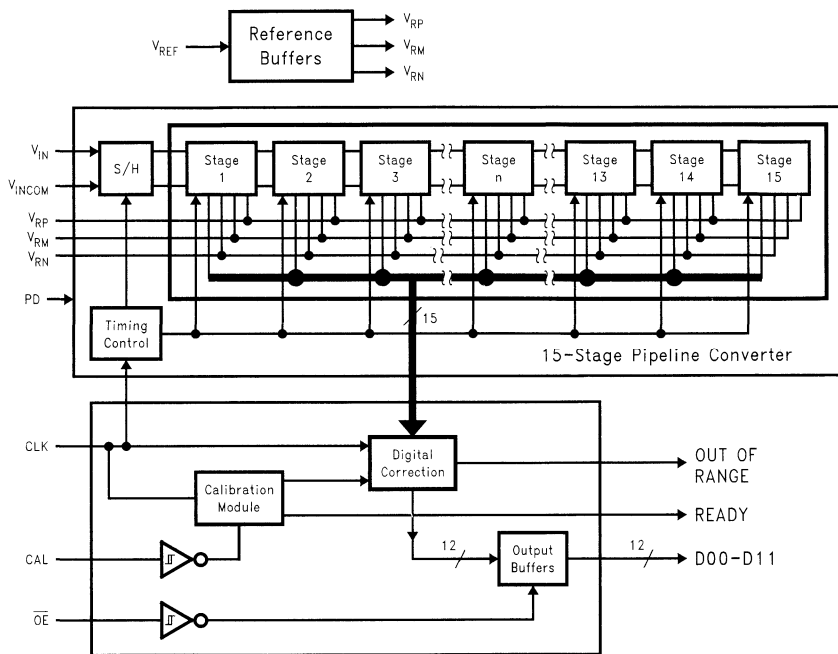 V_REF
Reference
Buffers
V_RP
V_RM
V_RN
V_IN
V_INCOM
S/H
Stage
1
Stage
2
Stage
3
Stage
n
Stage
13
Stage
14
Stage
15
V_RP
V_RM
V_RN
PD
Timing
Control
15
15-Stage Pipeline Converter
CLK
Digital
Correction
OUT OF
RANGE
Calibration
Module
READY
CAL
12
Output
Buffers
12
D00-D11
O̅E̅